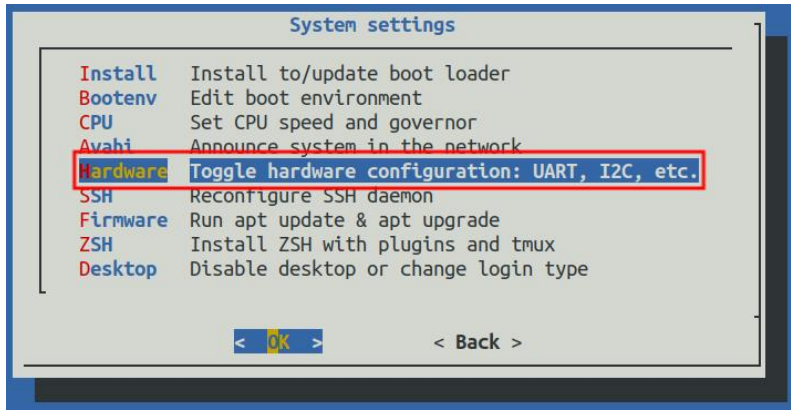 System settings
Install Install to/update boot loader
Bootenv Edit boot environment
CPU Set CPU speed and governor
Avahi Announce system in the network
Hardware Toggle hardware configuration: UART, I2C, etc.
SSH Reconfigure SSH daemon
Firmware Run apt update & apt upgrade
ZSH Install ZSH with plugins and tmux
Desktop Disable desktop or change login type
< OK > < Back >